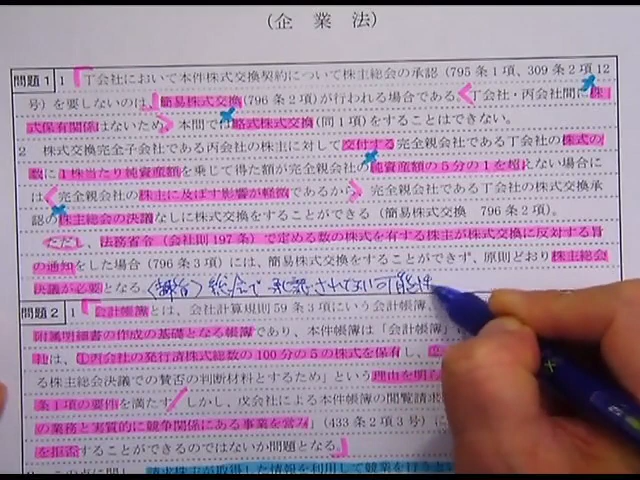 (企 業 法)
問題1 1 丁会社において本件株式交換契約について株主総会の承認(795条1項、309条2項12
号)を要しないのは、簡易株式交換(796条2項)が行われる場合である。丁会社・丙会社間に株
式保有関係はないため、本問では略式株式交換(同1項)をすることはできない。
2 株式交換完全子会社である丙会社の株主に対して交付する完全親会社である丁会社の株式の
数に1株当たり純資産額を乗じて得た額が完全親会社の純資産額の5分の1を超えない場合に
は、完全親会社の株主に及ぼす影響が軽微であるから、完全親会社である丁会社の株式交換承
認の株主総会の決議なしに株式交換をすることができる(簡易株式交換 796条2項)。
ただし、法務省令(会社則197条)で定める数の株式を有する株主が株式交換に反対する旨
の通知をした場合(796条3項)には、簡易株式交換をすることができず、原則どおり株主総会
決議が必要となる。 総会で 承認されてない可能性
問題2 1 会計帳簿とは、会社計算規則59条3項にいう会計帳簿、
附属明細書の作成の基礎となる帳簿であり、本件帳簿は「会計帳簿」
社は、①丙会社の発行済株式総数の100分の5の株式を保有し、
る株主総会決議での賛否の判断材料とするため」という理由を明
条1項の要件を満たす。しかし、戊会社による本件帳簿の閲覧請求
の業務と実質的に競争関係にある事業を営み」(433条2項3号)に
を拒否することができるのではないか問題となる。
請求株主が取得した情報を利用して競業を行う